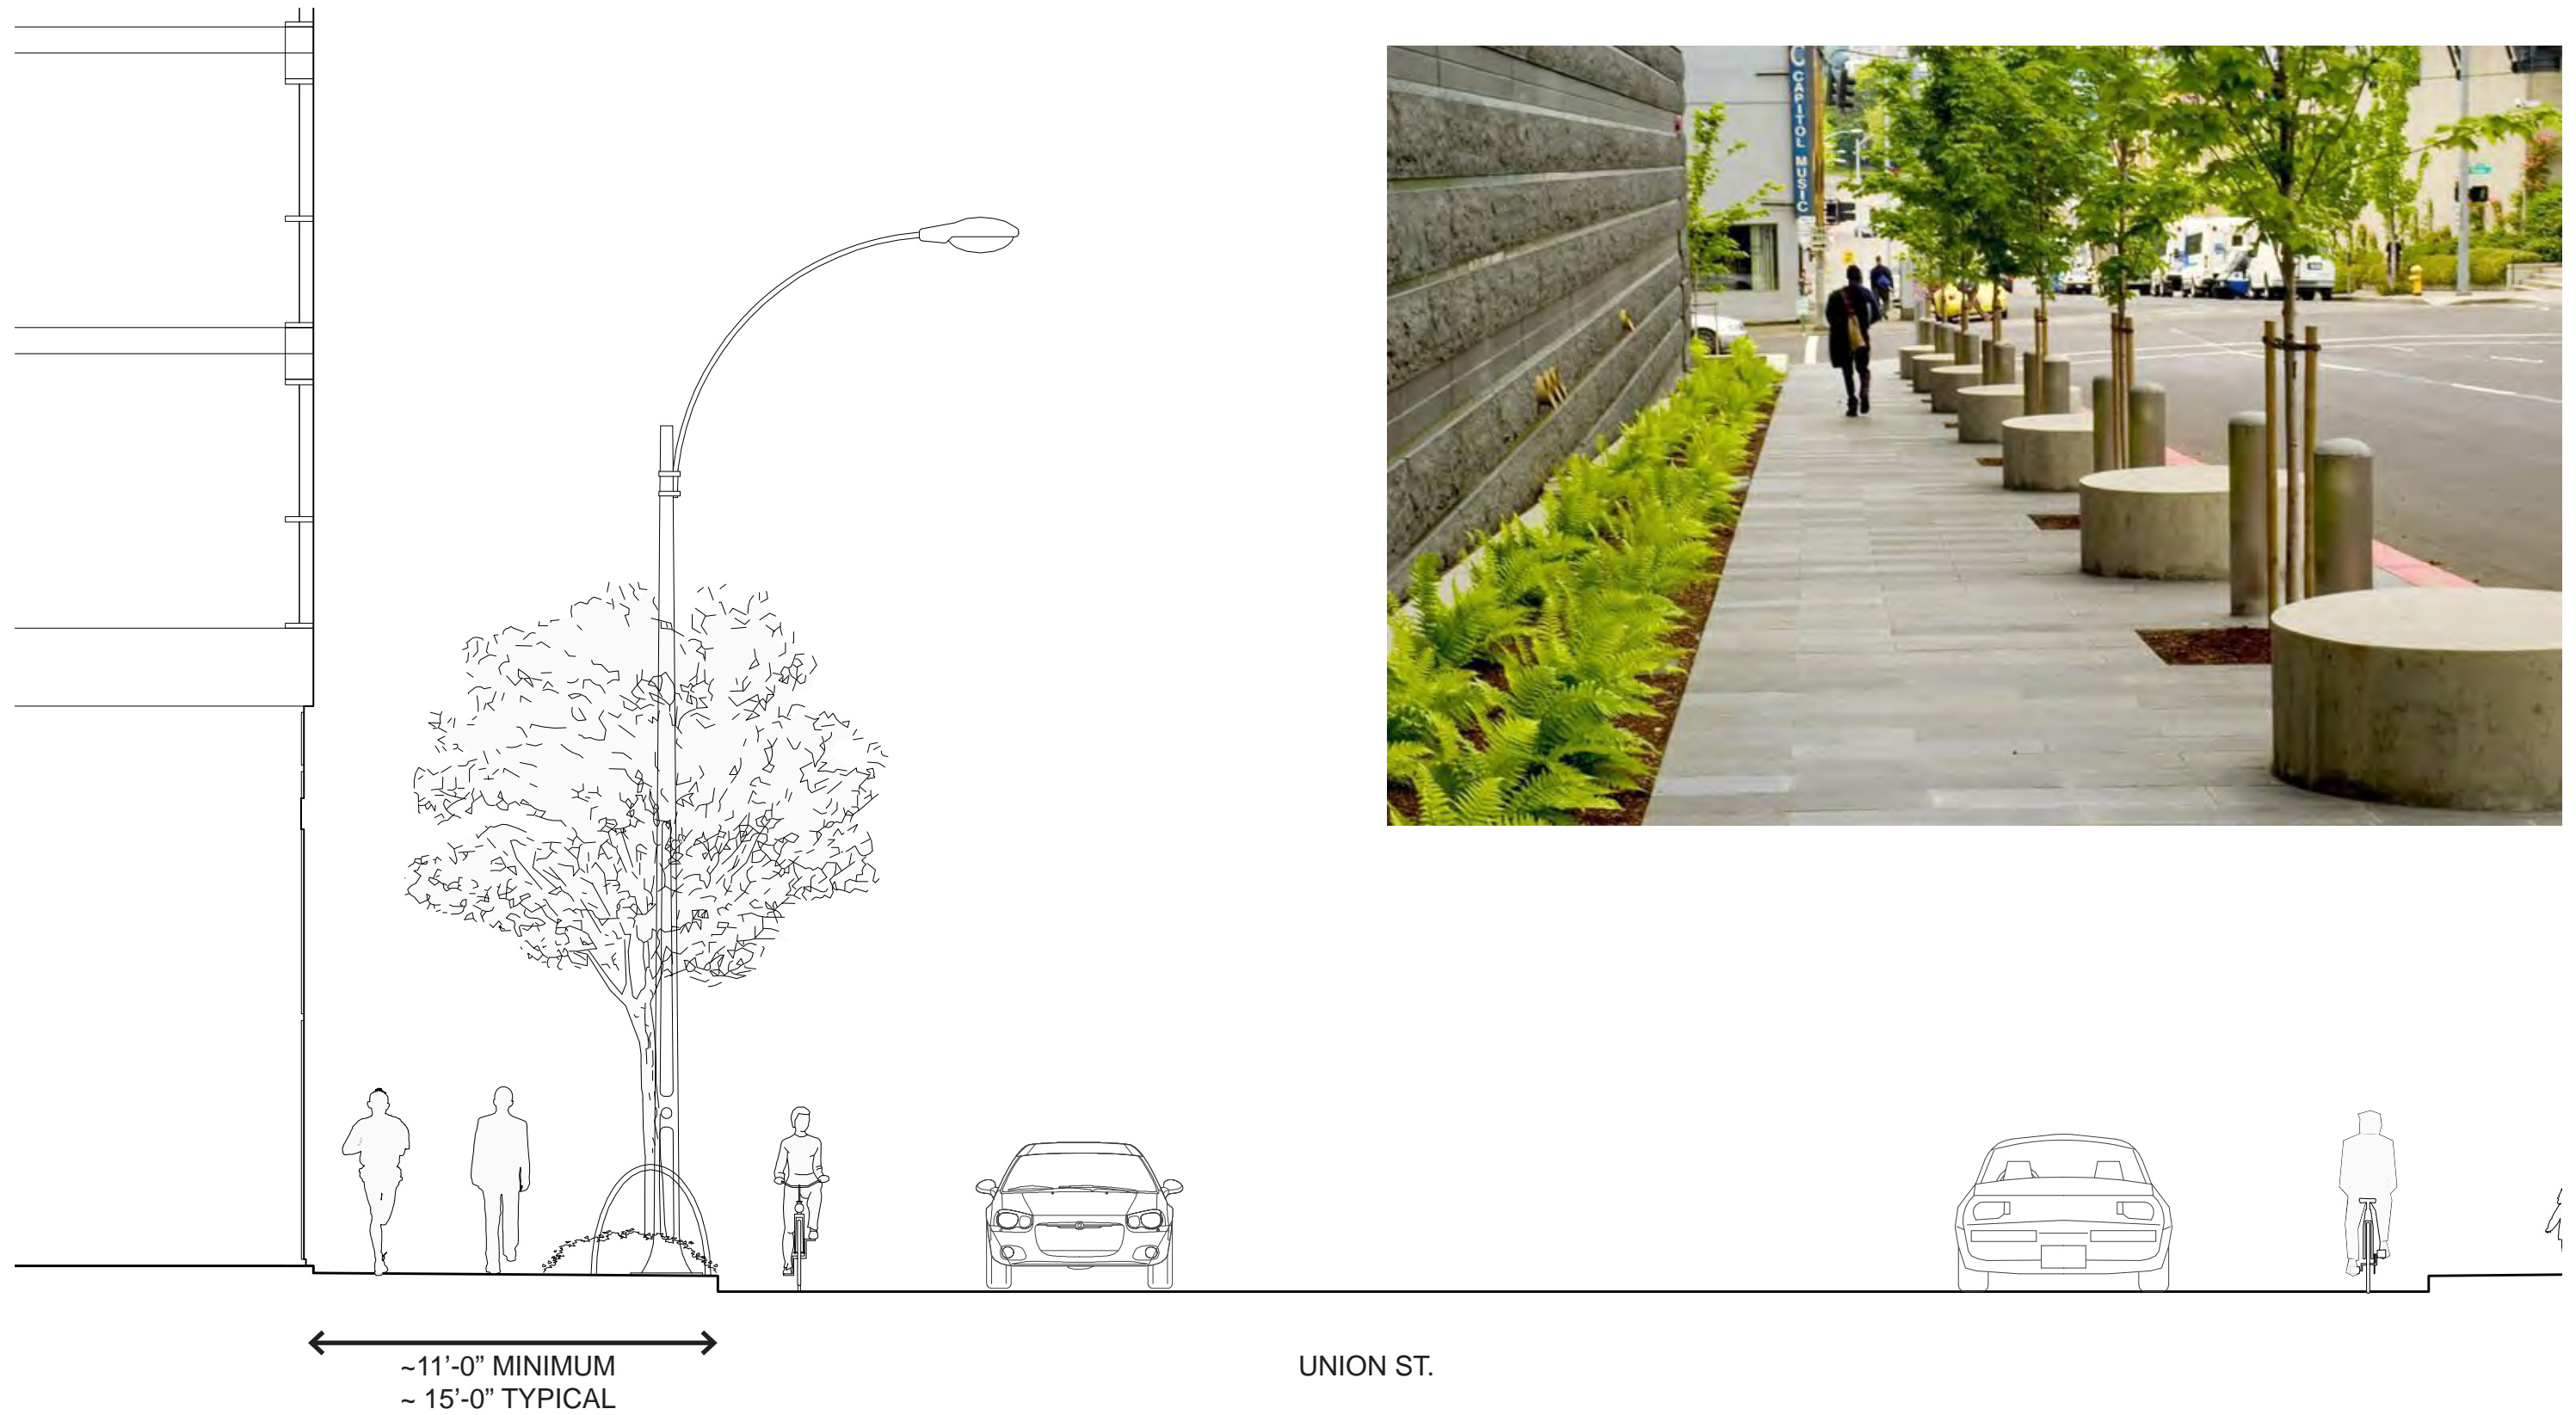 C CAPITOL MUSIC
~11’-0” MINIMUM
~ 15’-0” TYPICAL
UNION ST.